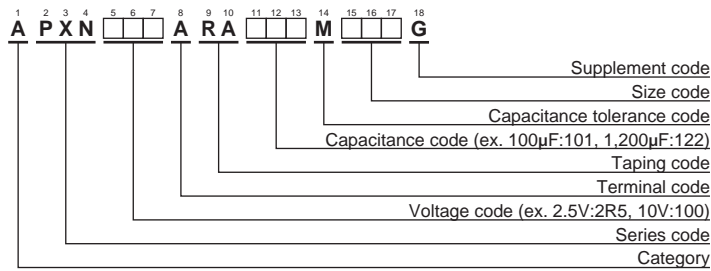 1 2 3 4 5 6 7 8 9 10 11 12 13 14 15 16 17 18
A P X N A R A M G
Supplement code
Size code
Capacitance tolerance code
Capacitance code (ex. 100µF:101, 1,200µF:122)
Taping code
Terminal code
Voltage code (ex. 2.5V:2R5, 10V:100)
Series code
Category